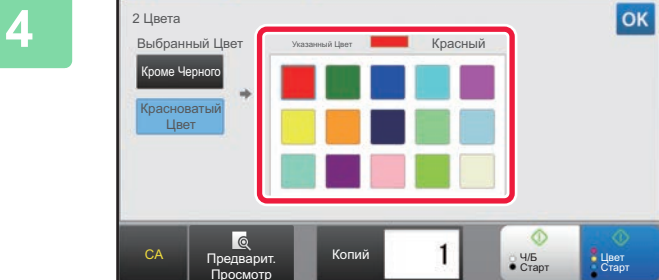 4
2 Цвета
OK
Выбранный Цвет
Указанный Цвет
Красный
Кроме Черного
Красноватый
Цвет
CA
Предварит.
Просмотр
Копий
1
Ч/Б
Старт
Цвет
Старт